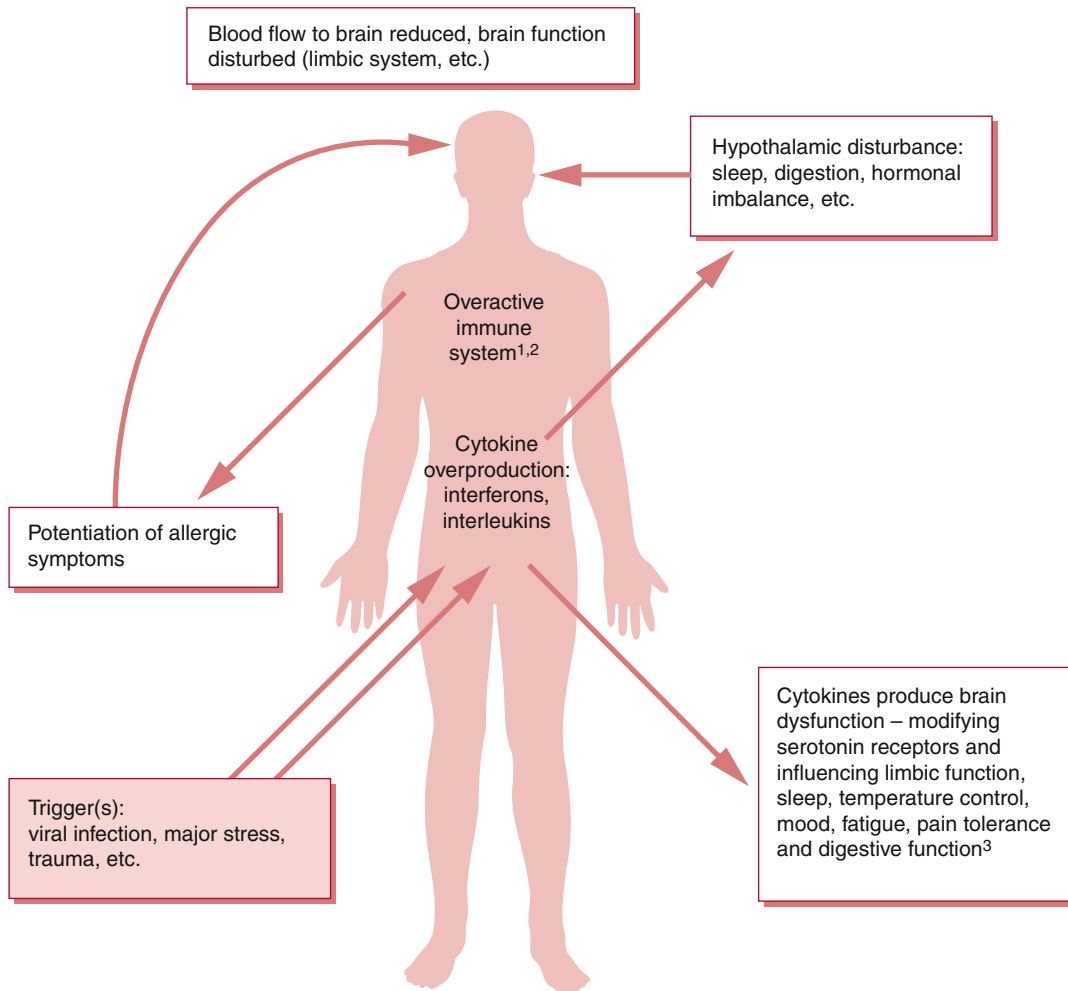 Blood flow to brain reduced, brain function
disturbed (limbic system, etc.)
Hypothalamic disturbance:
sleep, digestion, hormonal
imbalance, etc.
Overactive
immune
system1,2
Cytokine
overproduction:
interferons,
interleukins
Potentiation of allergic
symptoms
Trigger(s):
viral infection, major stress,
trauma, etc.
Cytokines produce brain
dysfunction – modifying
serotonin receptors and
influencing limbic function,
sleep, temperature control,
mood, fatigue, pain tolerance
and digestive function3